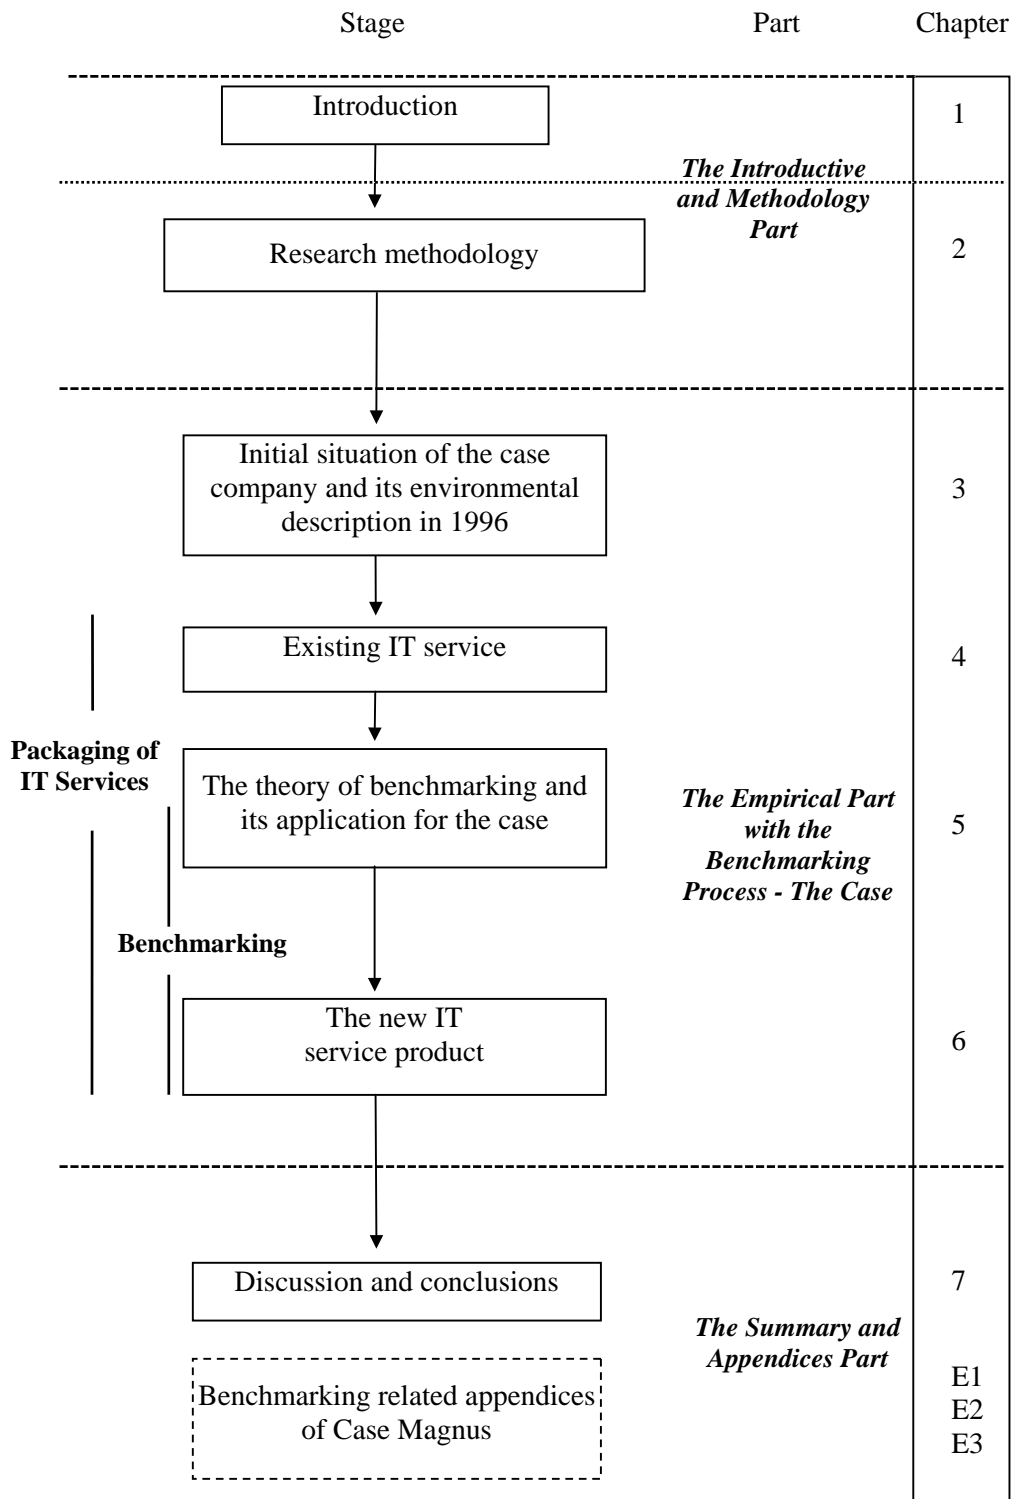 Stage Part Chapter
Introduction
1
The Introductive
and Methodology
Part
Research methodology
2
Initial situation of the case
company and its environmental
description in 1996
3
Existing IT service
4
Packaging of
IT Services
The theory of benchmarking and
its application for the case
The Empirical Part
with the
Benchmarking
Process - The Case
5
Benchmarking
The new IT
service product
6
Discussion and conclusions
7
The Summary and
Appendices Part
Benchmarking related appendices
of Case Magnus
E1
E2
E3